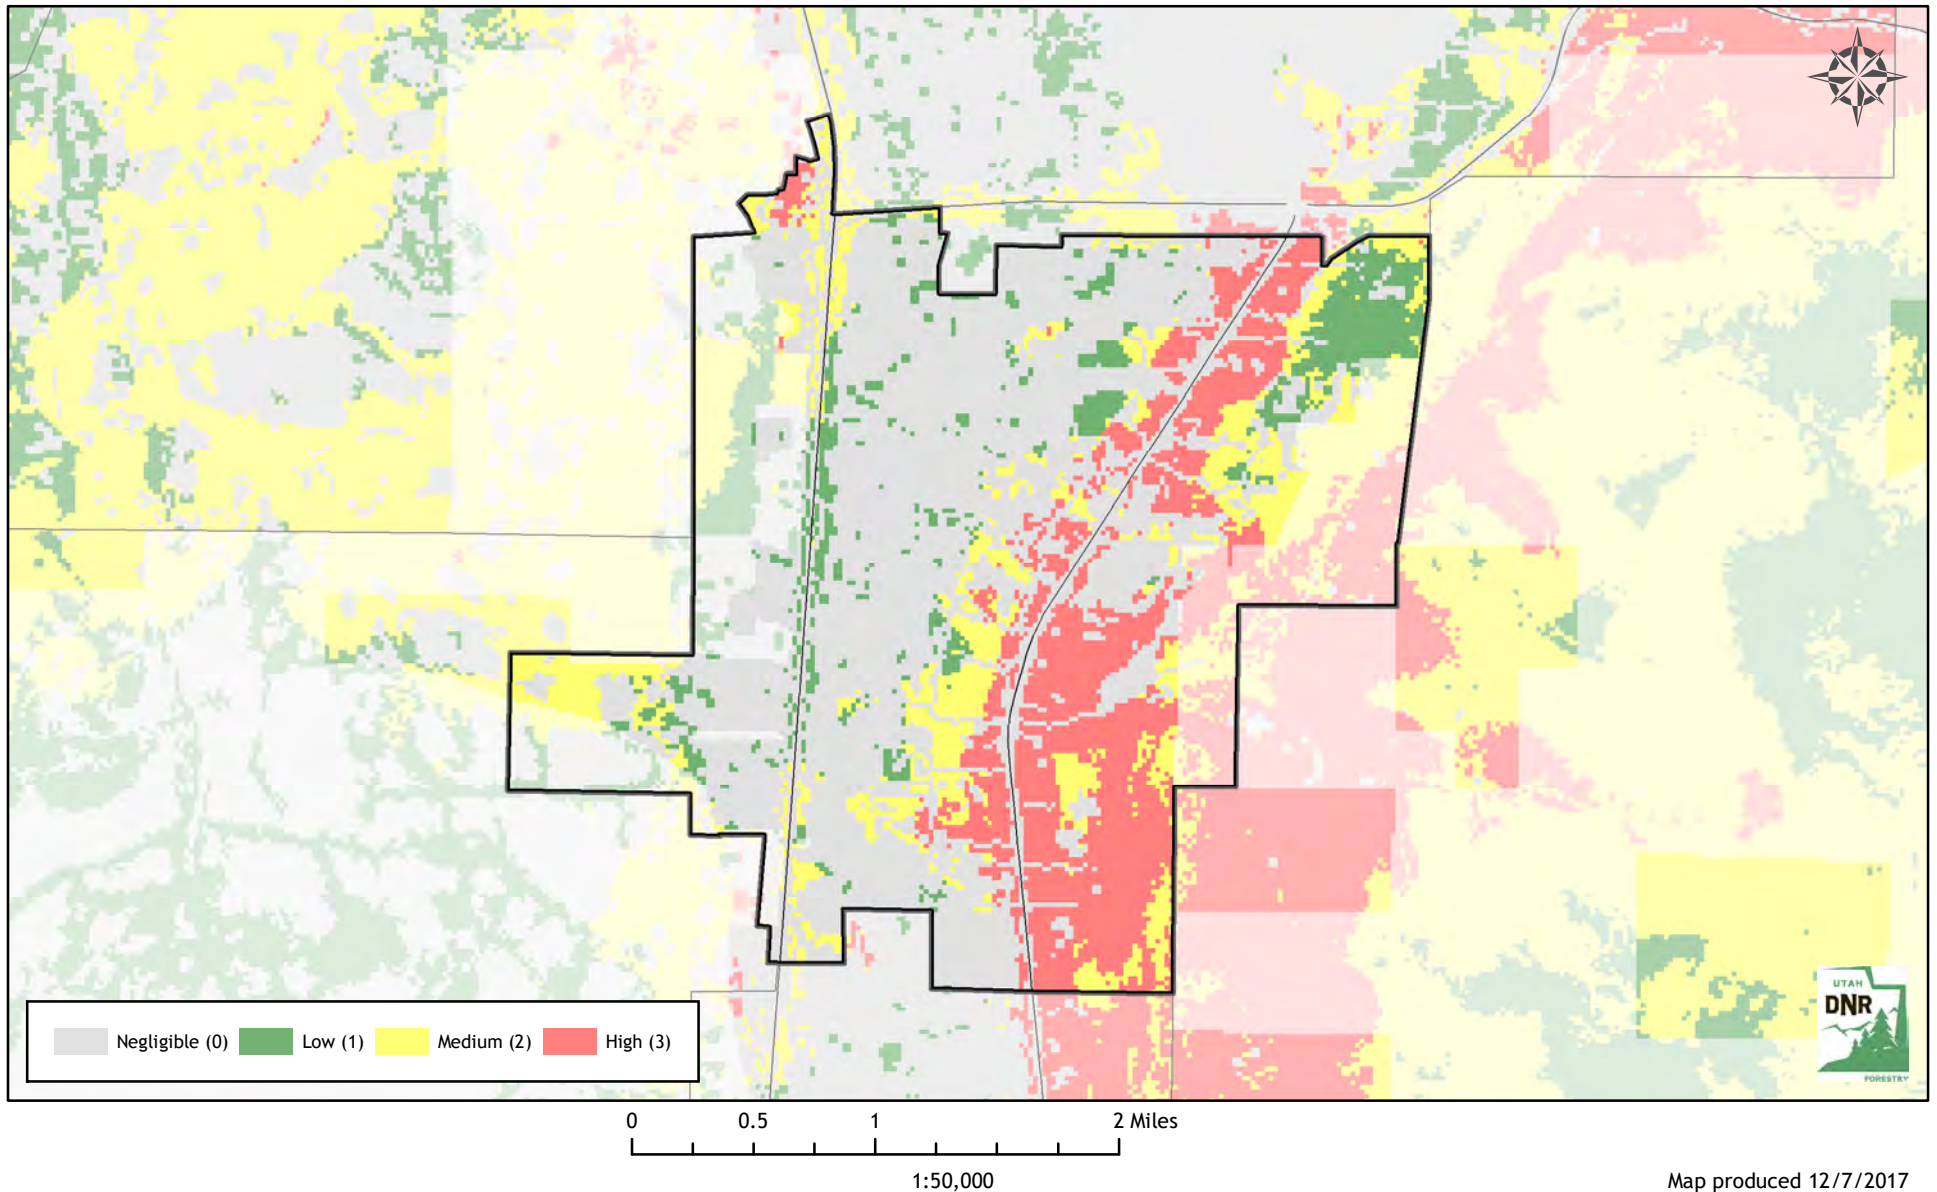 UTAH
DNR
FORESTRY
Negligible (0) Low (1) Medium (2) High (3)
0 0.5 1 2 Miles
1:50,000
Map produced 12/7/2017